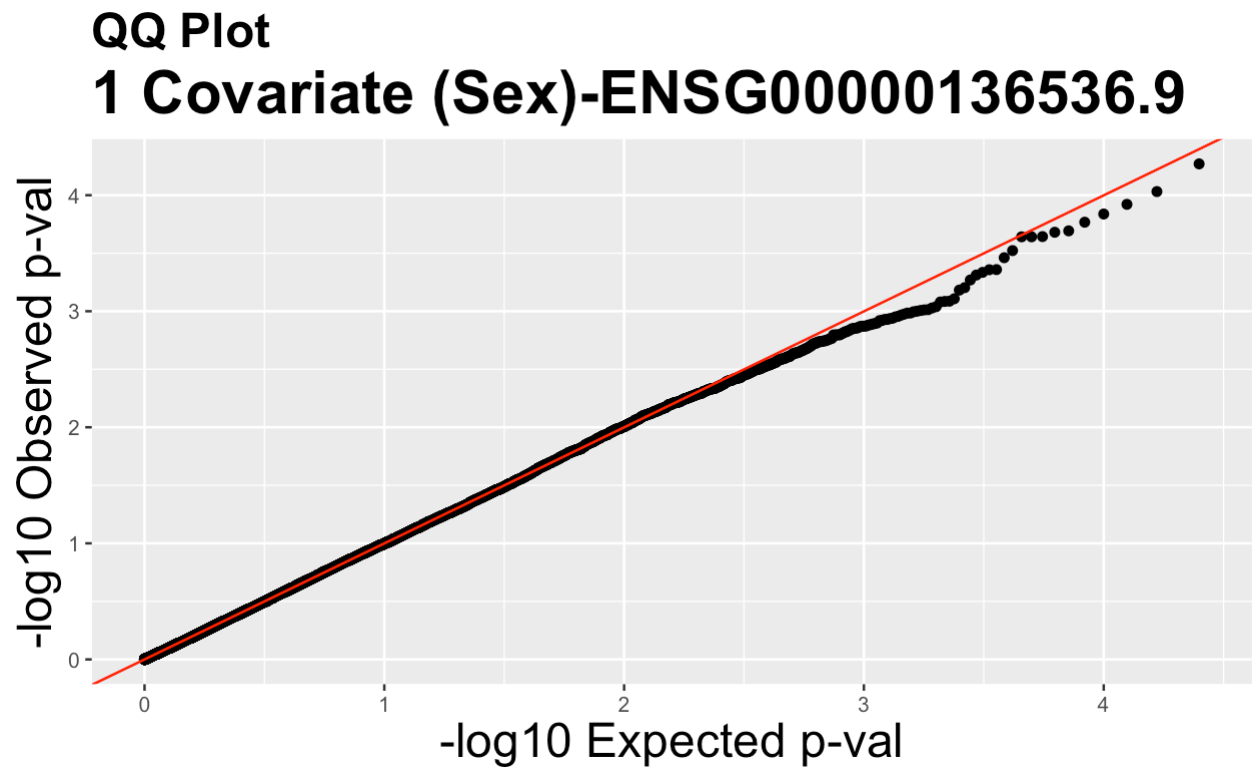 QQ Plot
1 Covariate (Sex)-ENSG00000136536.9
-log10 Observed p-val
4
3
2
1
0
0 1 2 3 4
-log10 Expected p-val